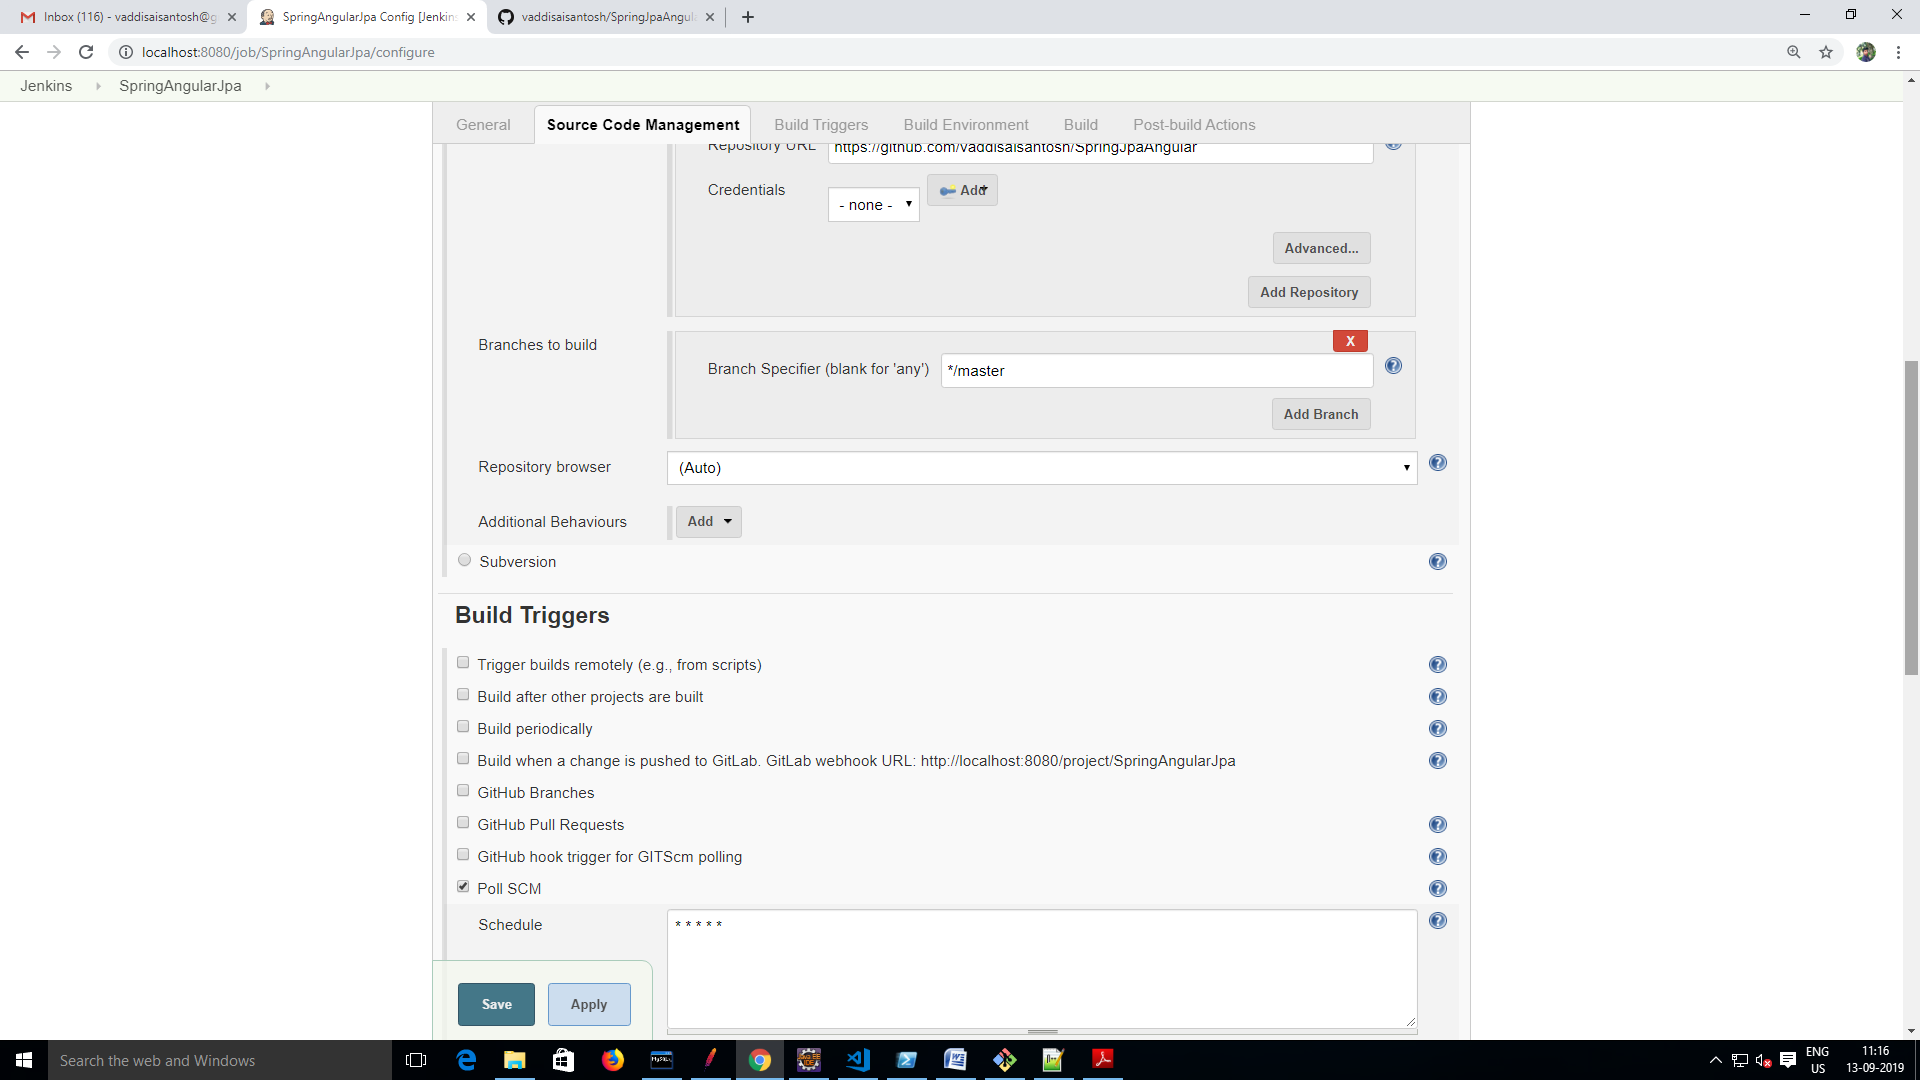 Inbox (116) - vaddisaisantosh@g
SpringAngularJpa Config [Jenkins
vaddisaisantosh/SpringJpaAngula
localhost:8080/job/SpringAngularJpa/configure
Jenkins
SpringAngularJpa
General
Source Code Management
Build Triggers
Build Environment
Build
Post-build Actions
Repository URL
https://github.com/vaddisaisantosh/SpringJpaAngular
Credentials
- none -
Add
Advanced...
Add Repository
Branches to build
X
Branch Specifier (blank for 'any')
*/master
Add Branch
Repository browser
(Auto)
Additional Behaviours
Add
Subversion
Build Triggers
Trigger builds remotely (e.g., from scripts)
Build after other projects are built
Build periodically
Build when a change is pushed to GitLab. GitLab webhook URL: http://localhost:8080/project/SpringAngularJpa
GitHub Branches
GitHub Pull Requests
GitHub hook trigger for GITScm polling
Poll SCM
Schedule
* * * * *
Save
Apply
Search the web and Windows
ENG
US
11:16
13-09-2019